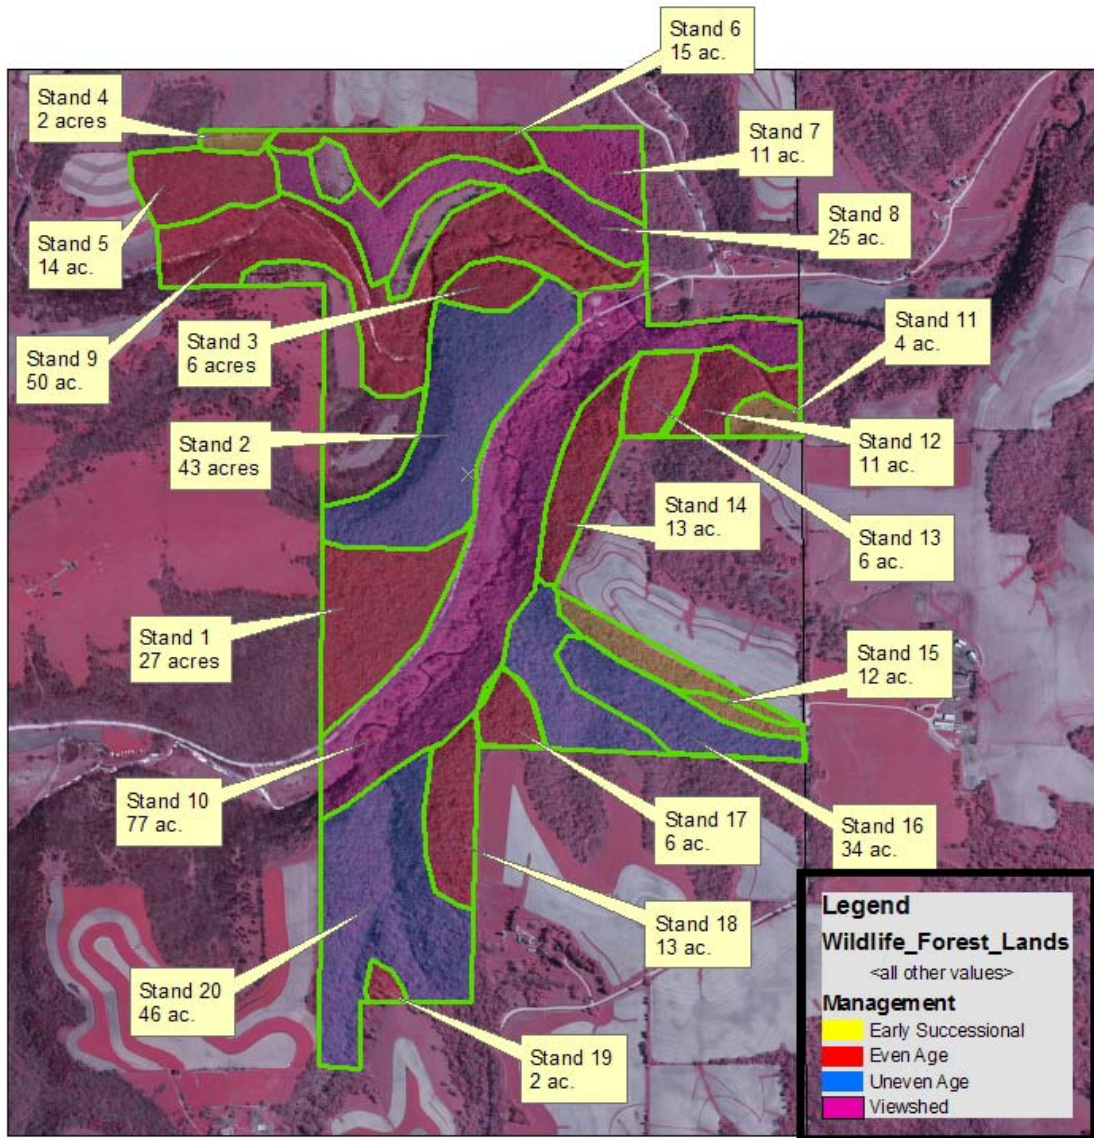 Stand 6
15 ac.
Stand 4
2 acres
Stand 7
11 ac.
Stand 8
25 ac.
Stand 5
14 ac.
Stand 3
6 acres
Stand 11
4 ac.
Stand 9
50 ac.
Stand 2
43 acres
Stand 12
11 ac.
Stand 14
13 ac.
Stand 13
6 ac.
Stand 1
27 acres
Stand 15
12 ac.
Stand 10
77 ac.
Stand 17
6 ac.
Stand 16
34 ac.
Stand 18
13 ac.
Stand 20
46 ac.
Stand 19
2 ac.
Legend
Wildlife_Forest_Lands
<all other values>
Management
Early Successional
Even Age
Uneven Age
Viewshed